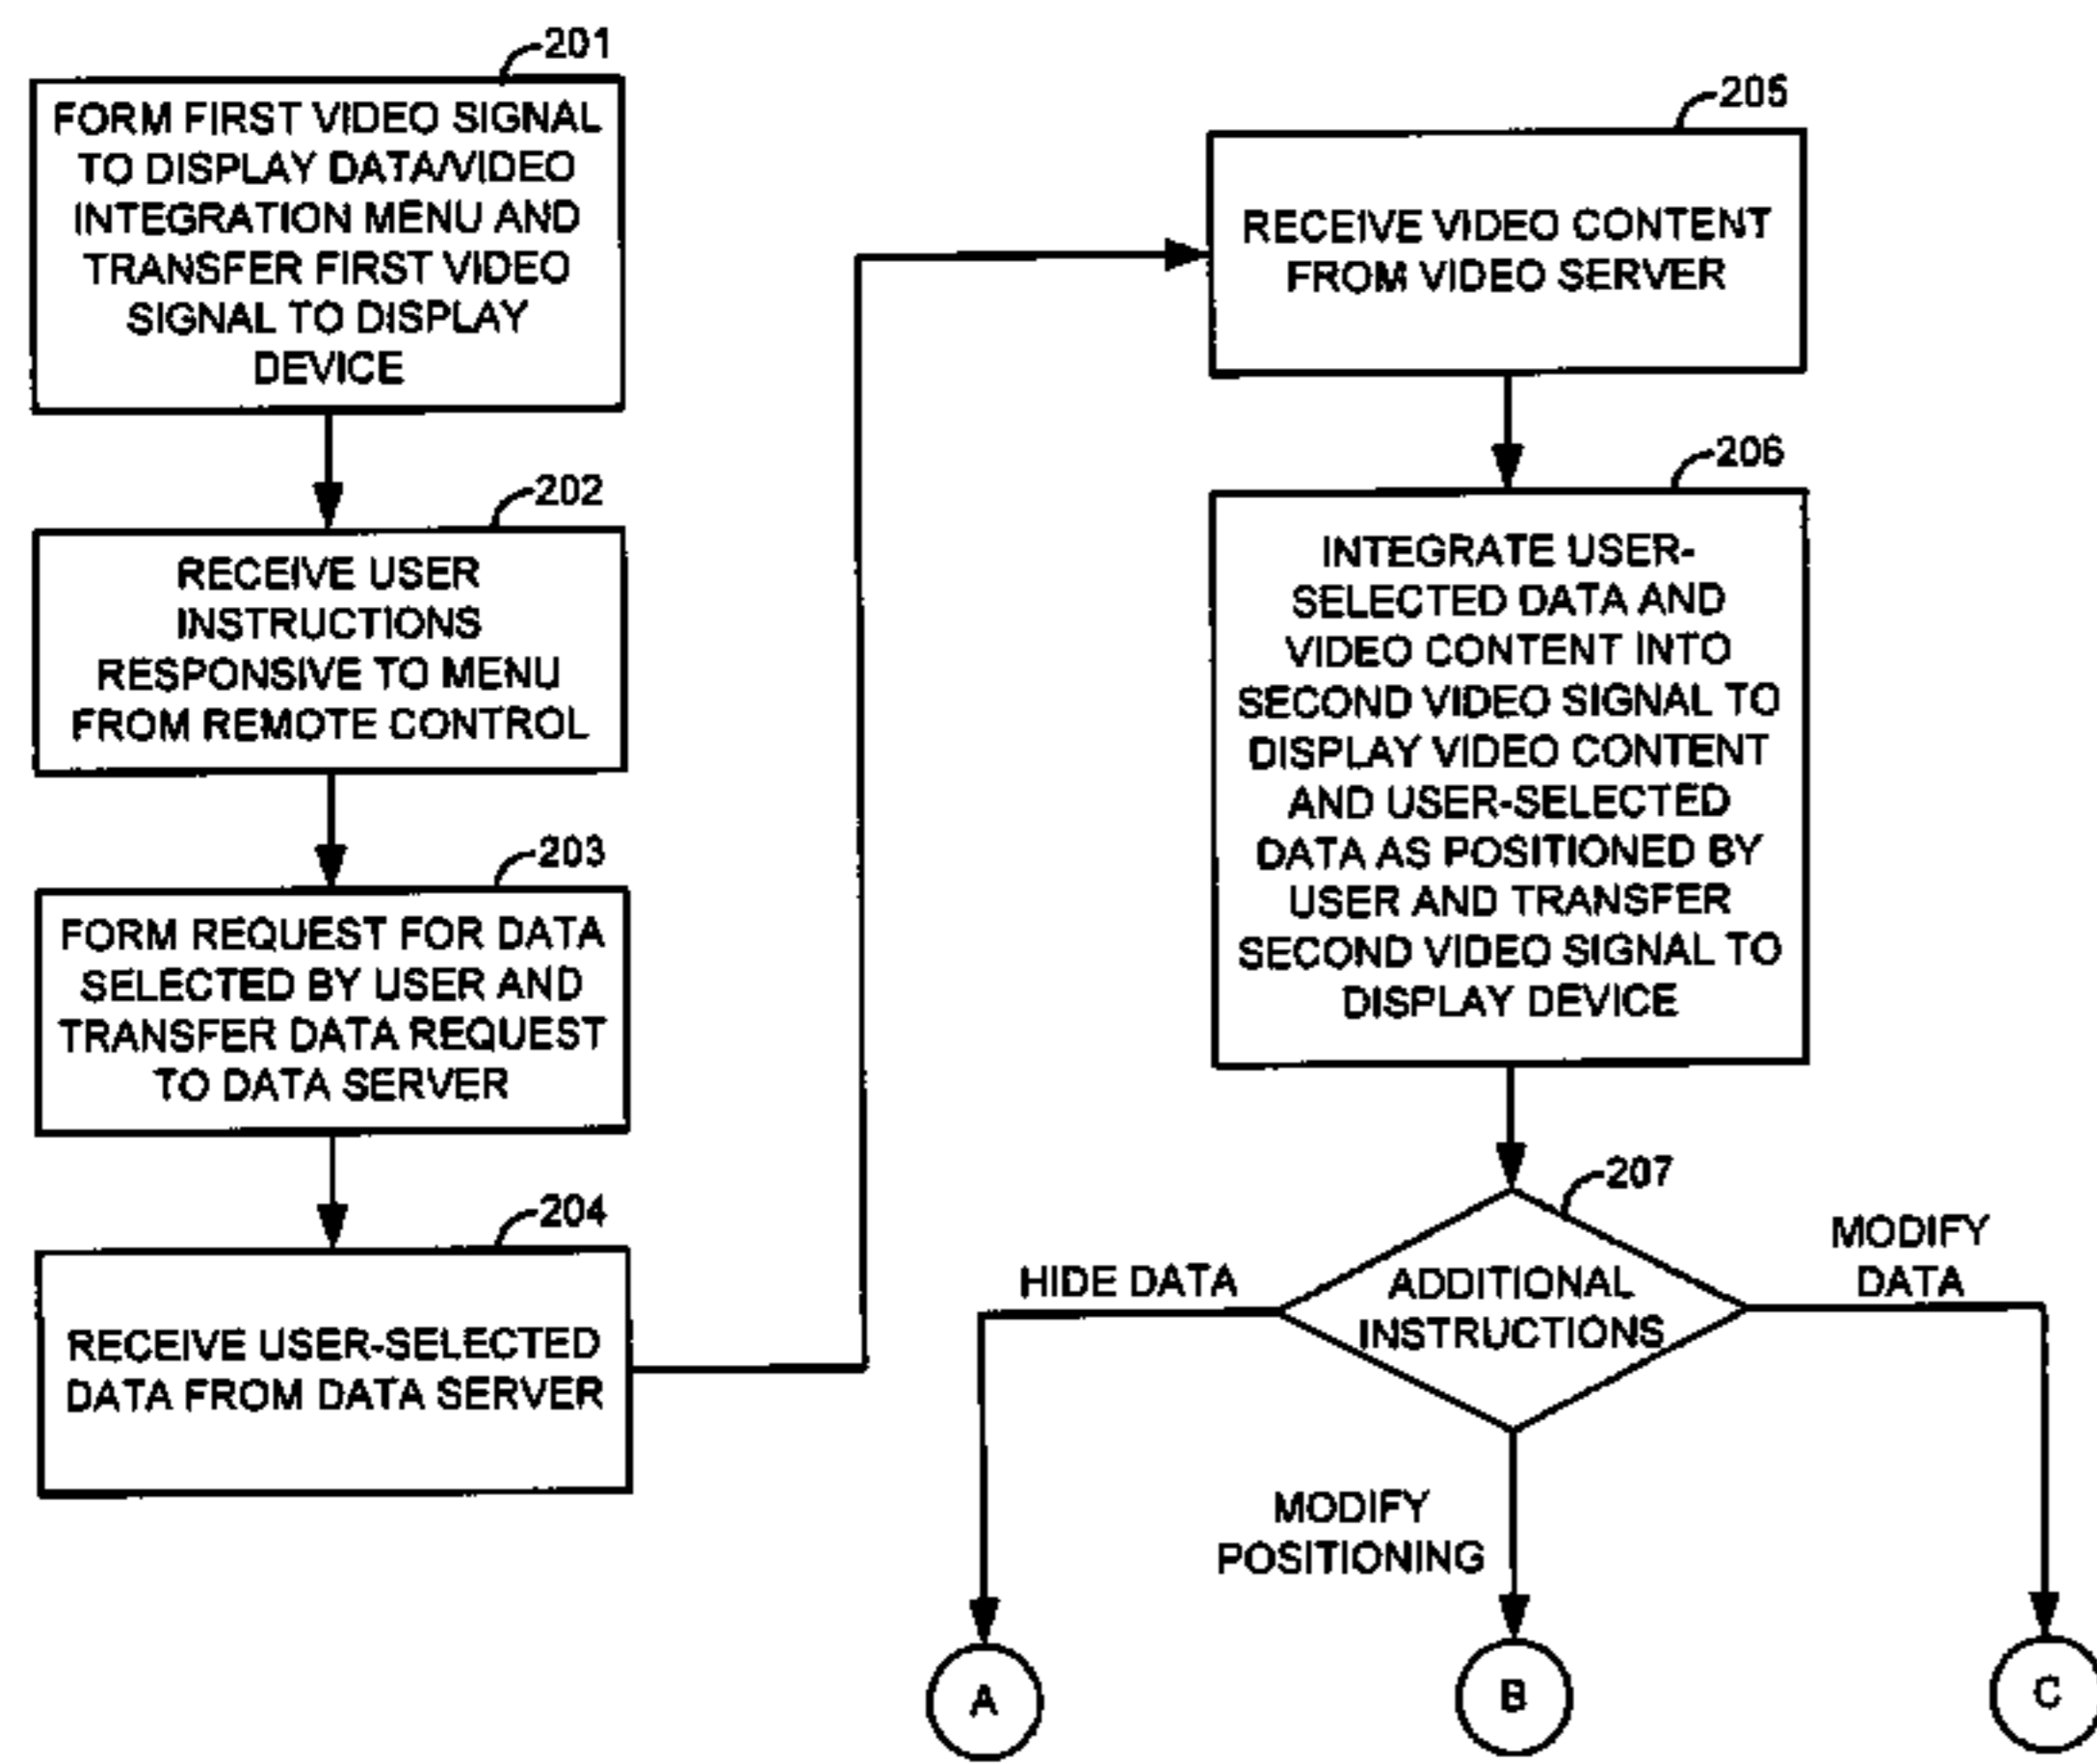 201
FORM FIRST VIDEO SIGNAL
TO DISPLAY DATA/VIDEO
INTEGRATION MENU AND
TRANSFER FIRST VIDEO
SIGNAL TO DISPLAY
DEVICE
202
RECEIVE USER
INSTRUCTIONS
RESPONSIVE TO MENU
FROM REMOTE CONTROL
203
FORM REQUEST FOR DATA
SELECTED BY USER AND
TRANSFER DATA REQUEST
TO DATA SERVER
204
RECEIVE USER-SELECTED
DATA FROM DATA SERVER
205
RECEIVE VIDEO CONTENT
FROM VIDEO SERVER
206
INTEGRATE USER-
SELECTED DATA AND
VIDEO CONTENT INTO
SECOND VIDEO SIGNAL TO
DISPLAY VIDEO CONTENT
AND USER-SELECTED
DATA AS POSITIONED BY
USER AND TRANSFER
SECOND VIDEO SIGNAL TO
DISPLAY DEVICE
207
ADDITIONAL
INSTRUCTIONS
HIDE DATA
MODIFY
POSITIONING
MODIFY
DATA
A
B
C